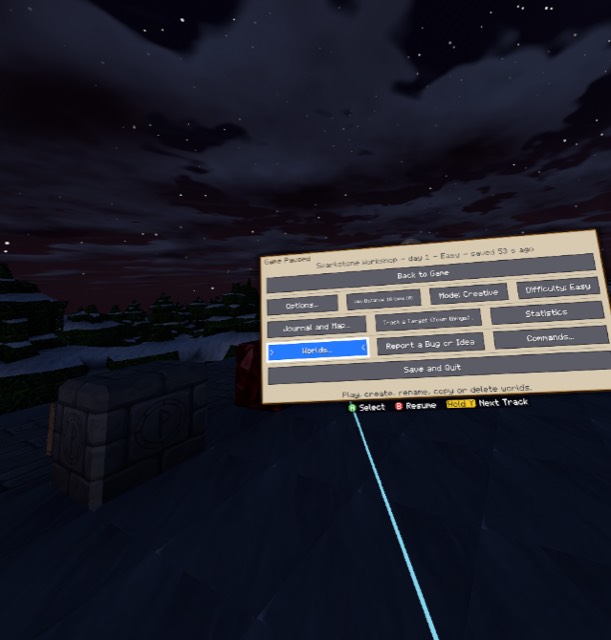 Game Paused
Sparkstone Workshop - day 1 - Easy - saved 53 s ago
Back to Game
Options...
Mode: Creative
Difficulty: Easy
Journal and Map...
Statistics
> Worlds... <
Report a Bug or Idea
Commands...
Save and Quit
Play, create, rename, copy or delete worlds.
A Select B Resume Hold Y Next Track